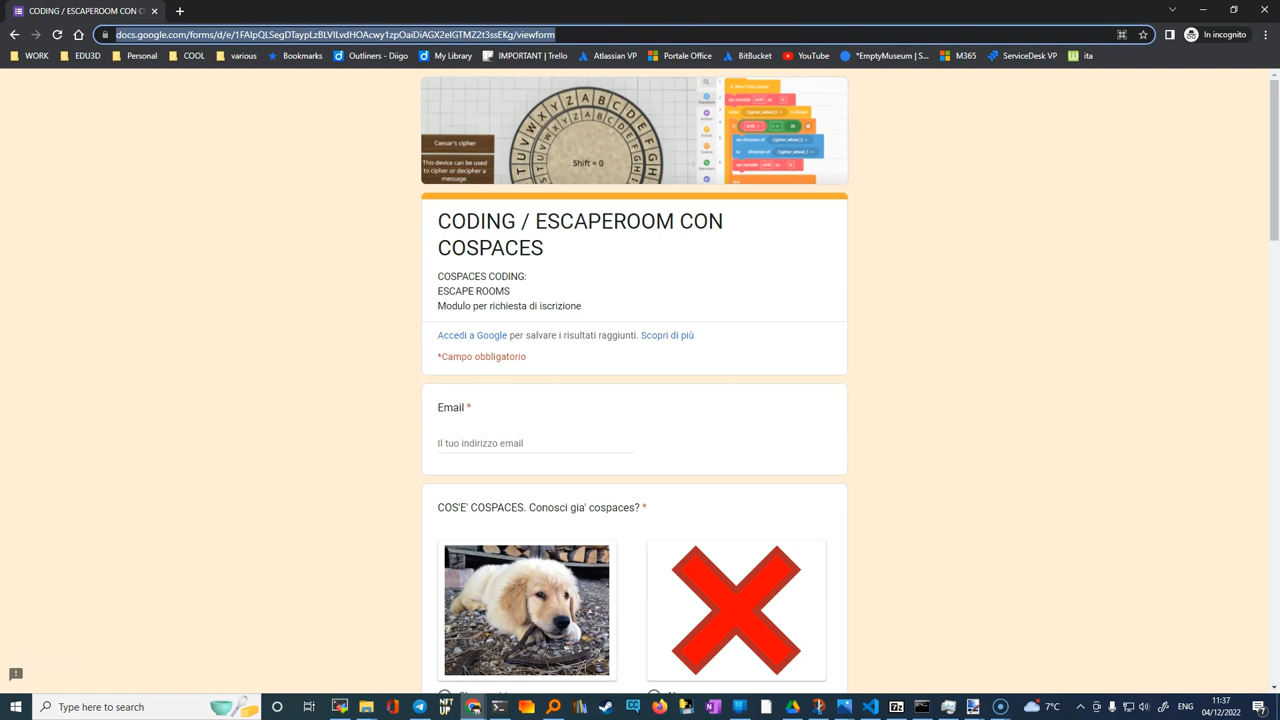 CODING / ESCAPEROOM CON C
docs.google.com/forms/d/e/1FAIpQLSegDTaypLzBLVILvdHOAcwy1zpOaiDiAGX2eIGTMZ2t3ssEKg/viewform
In incognito
WORK EDU3D Personal COOL various Bookmarks Outliners - Diigo My Library IMPORTANT | Trello Atlassian VP Portale Office BitBucket YouTube *EmptyMuseum | S... M365 ServiceDesk VP ita
Caesar's cipher
This device can be used
to cipher or decipher a
message.
Shift = 0
CODING / ESCAPEROOM CON
COSPACES
COSPACES CODING:
ESCAPE ROOMS
Modulo per richiesta di iscrizione
Accedi a Google per salvare i risultati raggiunti. Scopri di più
*Campo obbligatorio
Email *
Il tuo indirizzo email
COS'E' COSPACES. Conosci gia' cospaces? *
Type here to search
7°C
11:37
04/12/2022